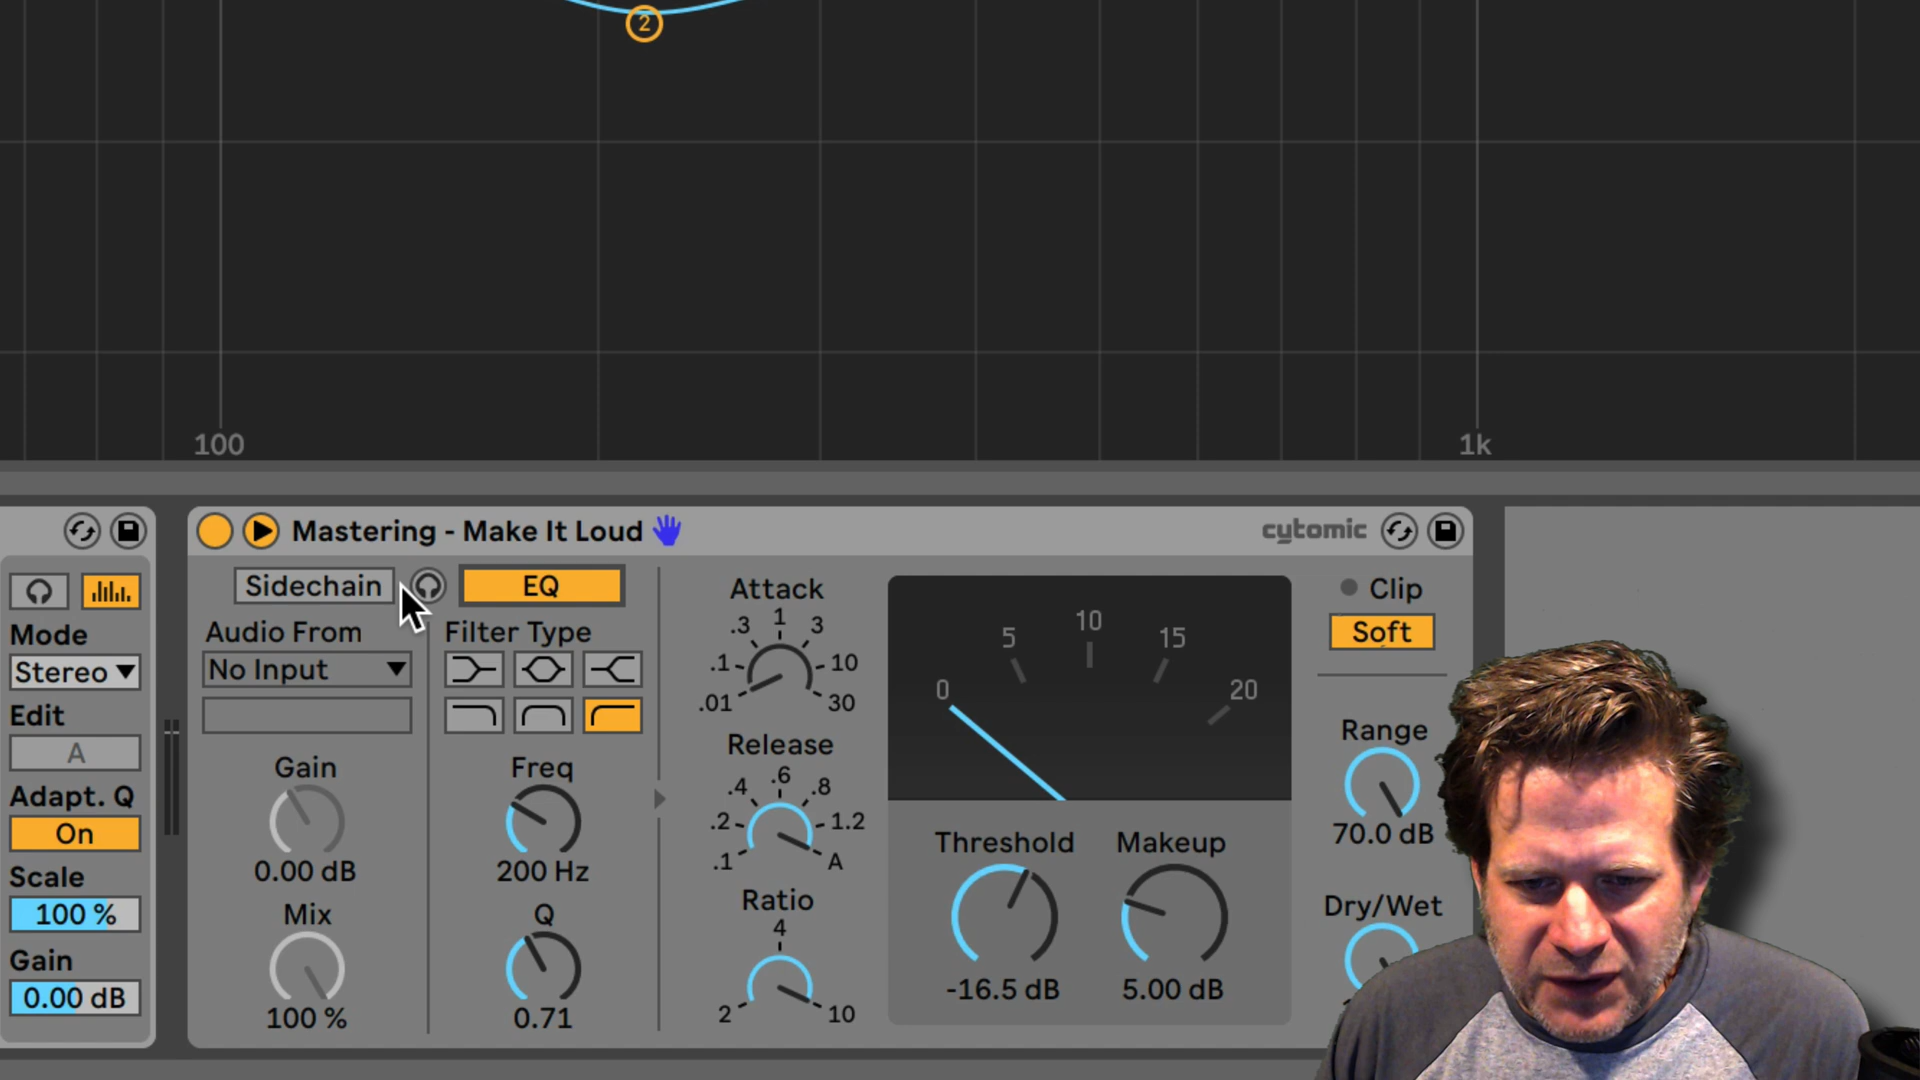 2
100
1k
Mastering - Make It Loud
cytomic
Sidechain
EQ
Attack
Clip
Mode
Audio From
Filter Type
.01 .1 .3 1 3 10 30
0 5 10 15 20
Soft
Stereo
No Input
Edit
A
Release
Range
Adapt. Q
Gain
Freq
.1 .2 .4 .6 .8 1.2 A
70.0 dB
On
Threshold
Makeup
0.00 dB
200 Hz
Scale
Ratio
Dry/Wet
100 %
Mix
Q
2 4 10
Gain
-16.5 dB
5.00 dB
0.00 dB
100 %
0.71